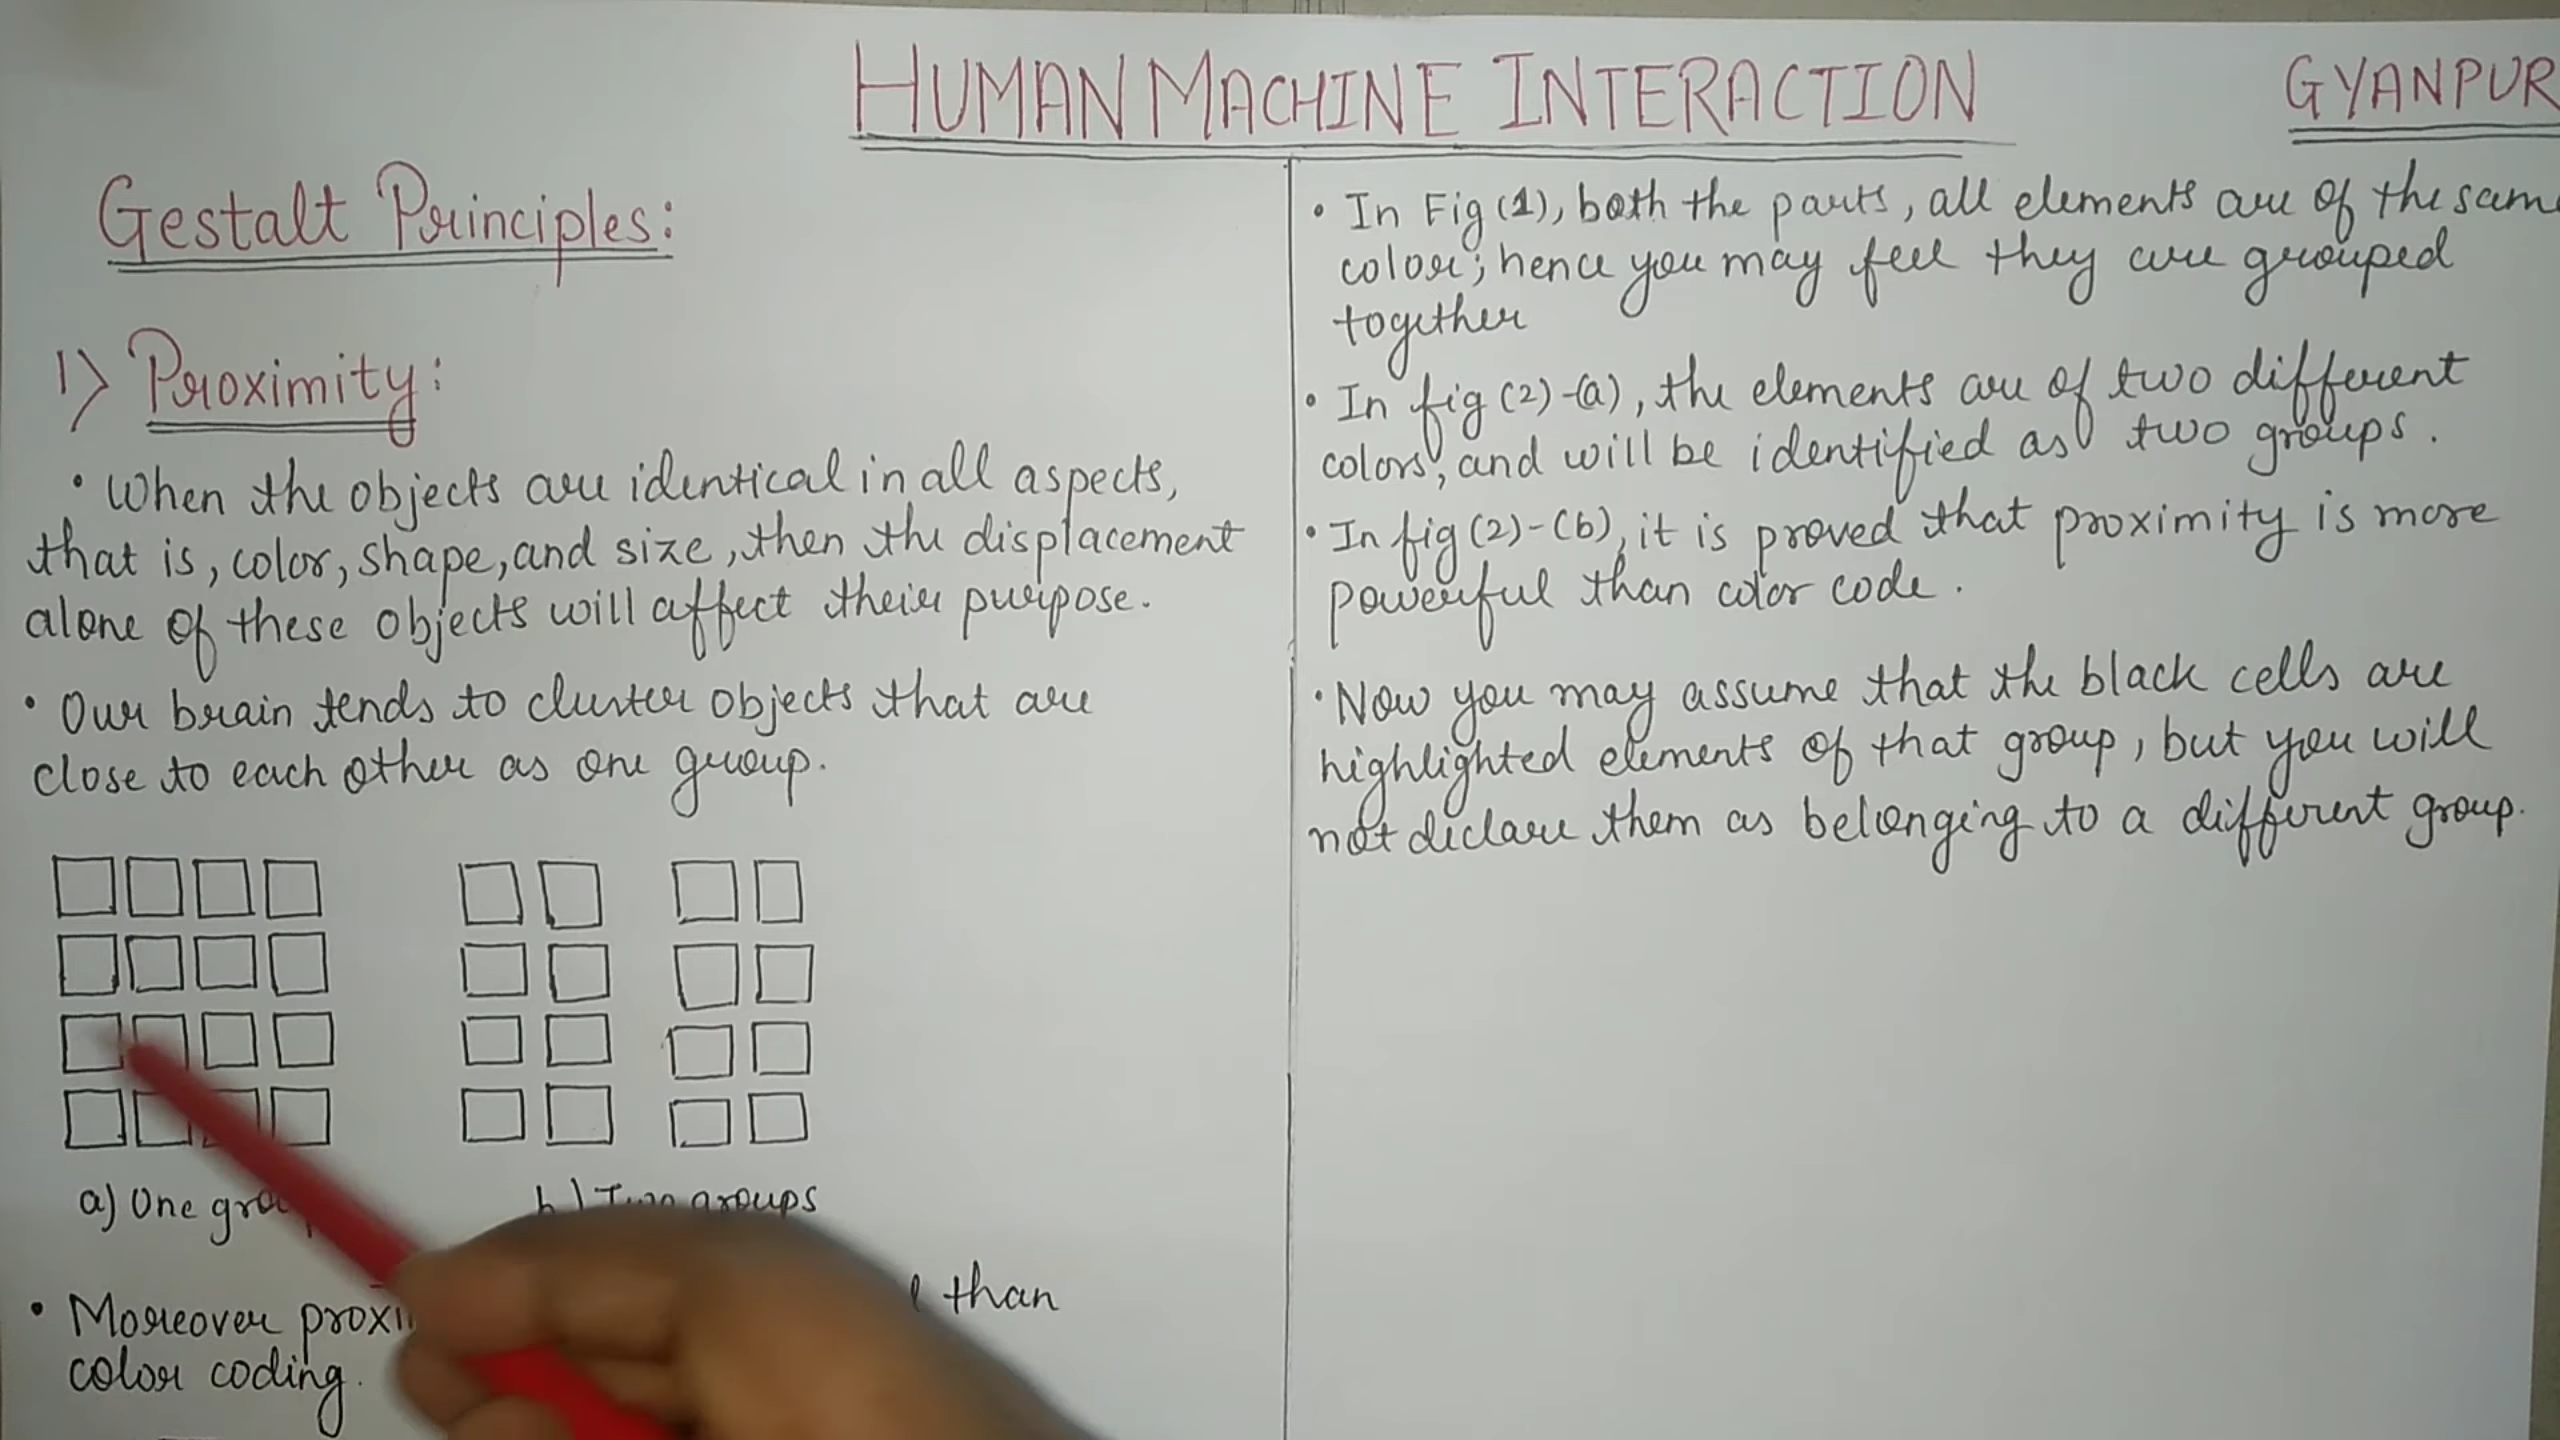 HUMAN MACHINE INTERACTION
GYANPUR
Gestalt Principles:
1) Proximity:
• When the objects are identical in all aspects,
that is, color, shape, and size, then the displacement
alone of these objects will affect their purpose.
• Our brain tends to cluster objects that are
close to each other as one group.
a) One
Two groups
• Moreover than
color coding.
• In Fig (1), both the parts, all elements are of the
color; hence you may feel they are grouped
together
• In fig (2)-(a), the elements are of two different
colors, and will be identified as two groups.
• In fig (2)-(b), it is proved that proximity is more
powerful than color code.
• Now you may assume that the black cells are
highlighted elements of that group, but you will
not declare them as belonging to a different group.